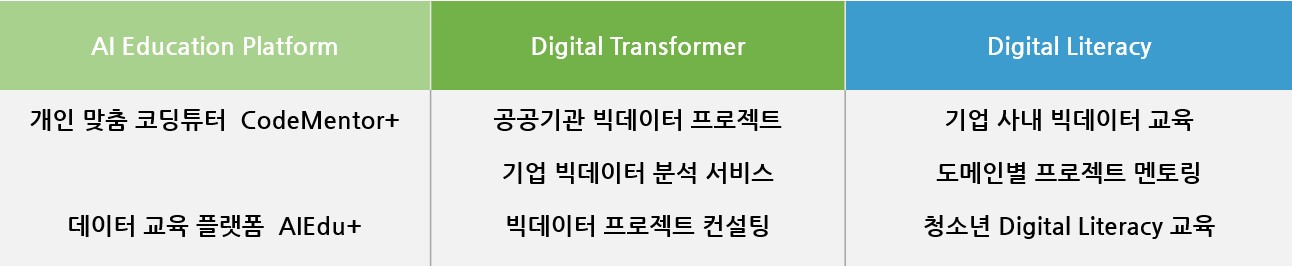 AI Education Platform
Digital Transformer
Digital Literacy
개인 맞춤 코딩튜터 CodeMentor+
공공기관 빅데이터 프로젝트
기업 사내 빅데이터 교육
기업 빅데이터 분석 서비스
도메인별 프로젝트 멘토링
데이터 교육 플랫폼 AIEdu+
빅데이터 프로젝트 컨설팅
청소년 Digital Literacy 교육